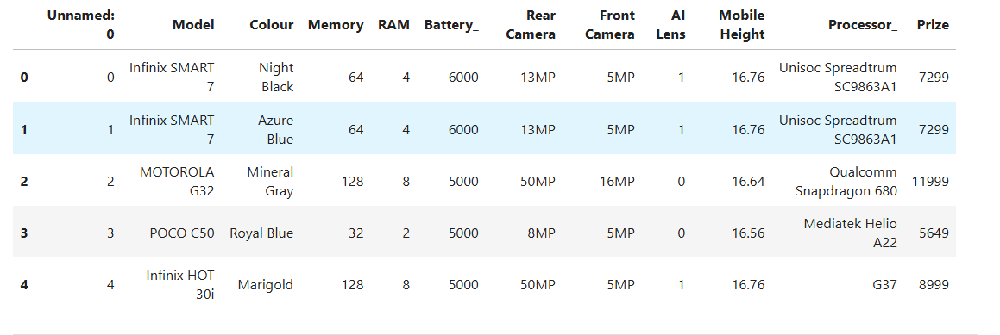 Unnamed: 0 Model Colour Memory RAM Battery_ Rear Camera Front Camera AI Lens Mobile Height Processor_ Prize
0 0 Infinix SMART 7 Night Black 64 4 6000 13MP 5MP 1 16.76 Unisoc Spreadtrum SC9863A1 7299
1 1 Infinix SMART 7 Azure Blue 64 4 6000 13MP 5MP 1 16.76 Unisoc Spreadtrum SC9863A1 7299
2 2 MOTOROLA G32 Mineral Gray 128 8 5000 50MP 16MP 0 16.64 Qualcomm Snapdragon 680 11999
3 3 POCO C50 Royal Blue 32 2 5000 8MP 5MP 0 16.56 Mediatek Helio A22 5649
4 4 Infinix HOT 30i Marigold 128 8 5000 50MP 5MP 1 16.76 G37 8999